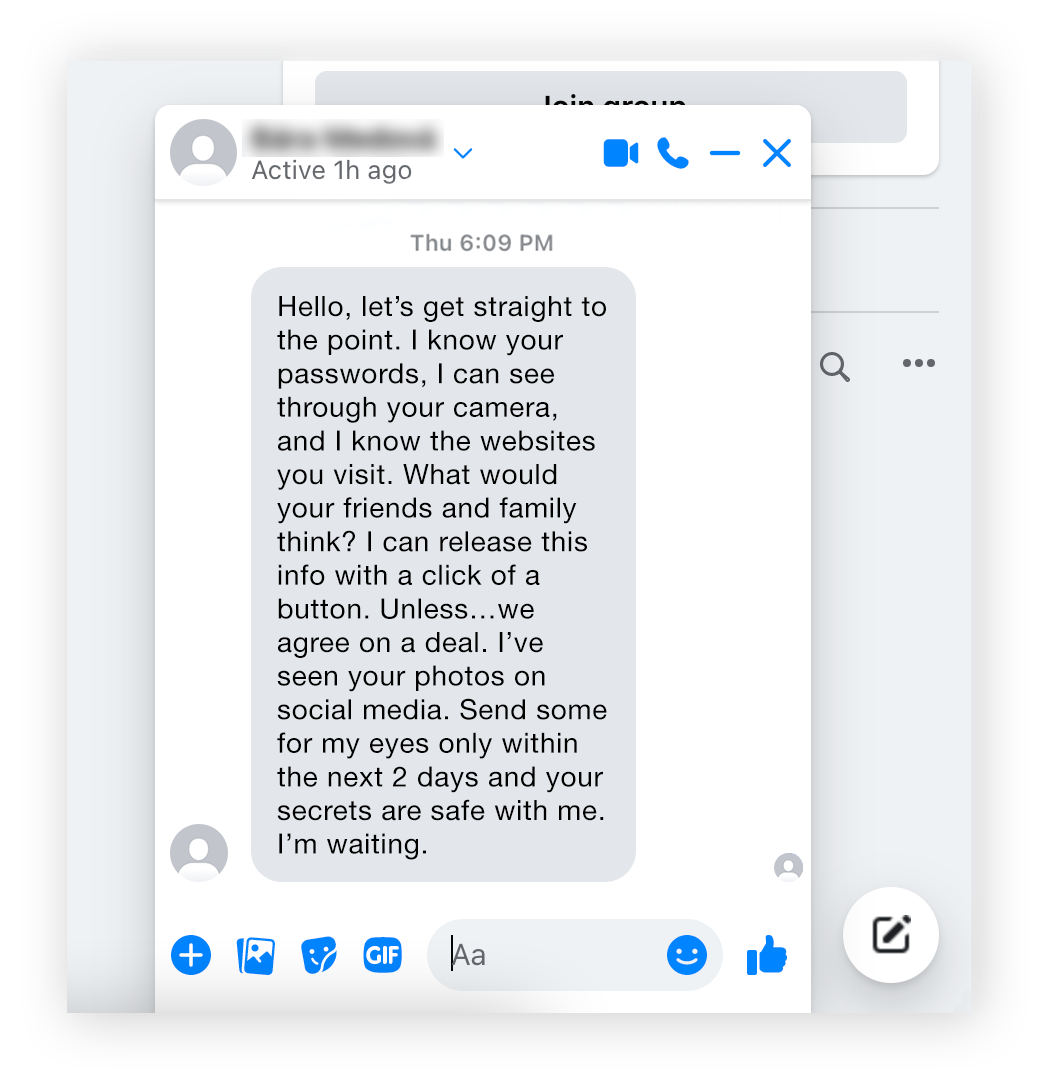 Join group
Active 1h ago
Thu 6:09 PM
Hello, let’s get straight to
the point. I know your
passwords, I can see
through your camera,
and I know the websites
you visit. What would
your friends and family
think? I can release this
info with a click of a
button. Unless...we
agree on a deal. I’ve
seen your photos on
social media. Send some
for my eyes only within
the next 2 days and your
secrets are safe with me.
I’m waiting.
GIF
Aa